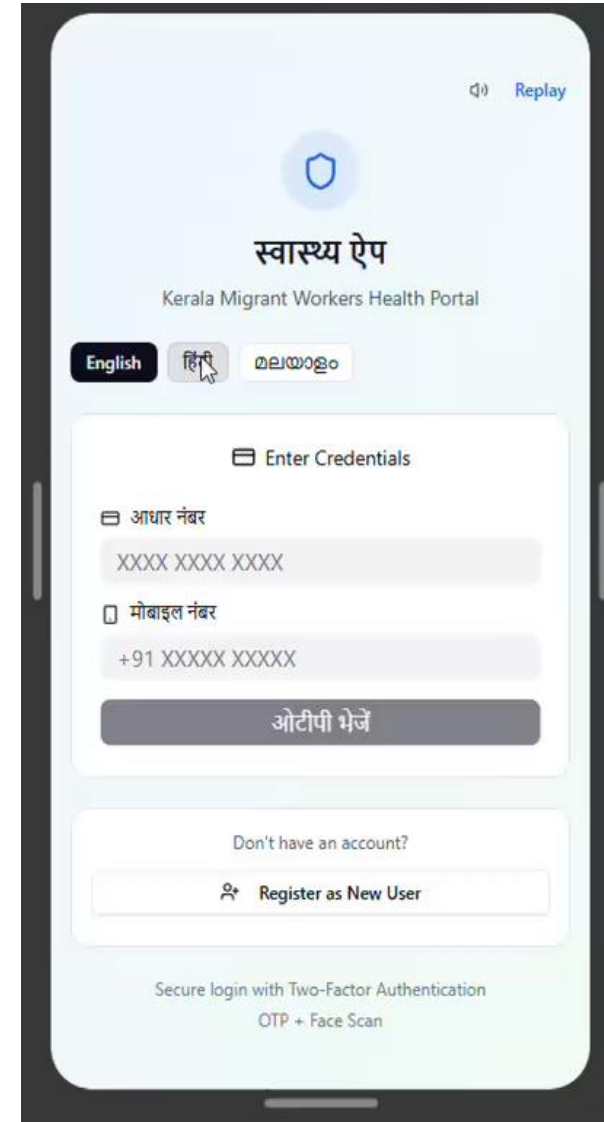 Replay
स्वास्थ्य ऐप
Kerala Migrant Workers Health Portal
English हिंदी മലയാളം
Enter Credentials
आधार नंबर
XXXX XXXX XXXX
मोबाइल नंबर
+91 XXXXX XXXXX
ओटीपी भेजें
Don't have an account?
Register as New User
Secure login with Two-Factor Authentication
OTP + Face Scan